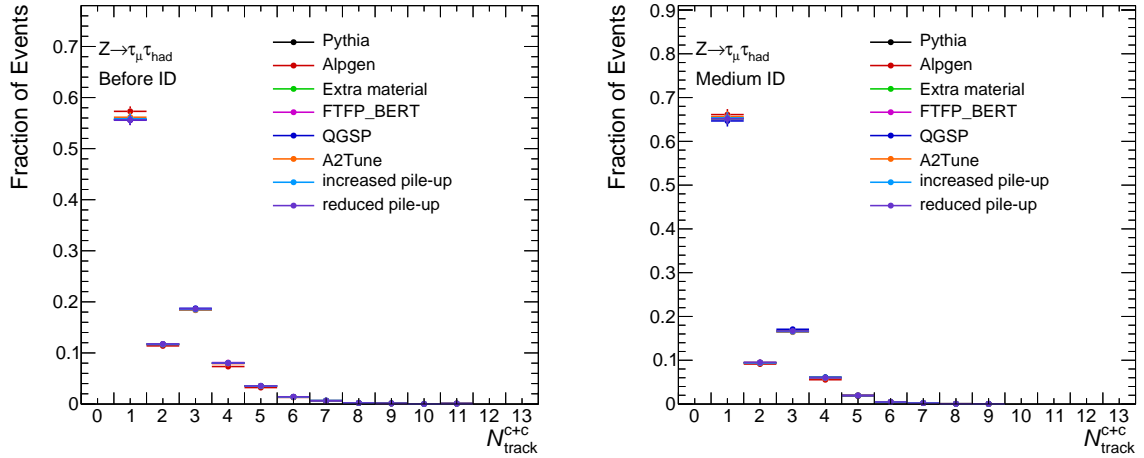 Fraction of Events
0.7
0.6
0.5
0.4
0.3
0.2
0.1
0
Z→τμτhad
Before ID
Pythia
Alpgen
Extra material
FTFP_BERT
QGSP
A2Tune
increased pile-up
reduced pile-up
0 1 2 3 4 5 6 7 8 9 10 11 12 13
N^{c+c}_{track}
Fraction of Events
0.9
0.8
0.7
0.6
0.5
0.4
0.3
0.2
0.1
0
Z→τμτhad
Medium ID
Pythia
Alpgen
Extra material
FTFP_BERT
QGSP
A2Tune
increased pile-up
reduced pile-up
0 1 2 3 4 5 6 7 8 9 10 11 12 13
N^{c+c}_{track}